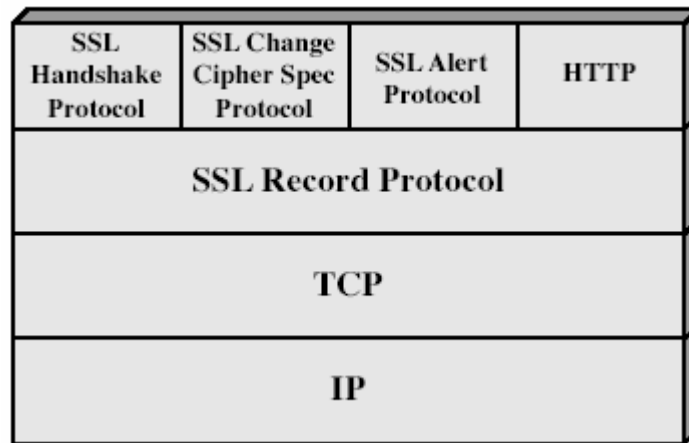 SSL
Handshake
Protocol
SSL Change
Cipher Spec
Protocol
SSL Alert
Protocol
HTTP
SSL Record Protocol
TCP
IP